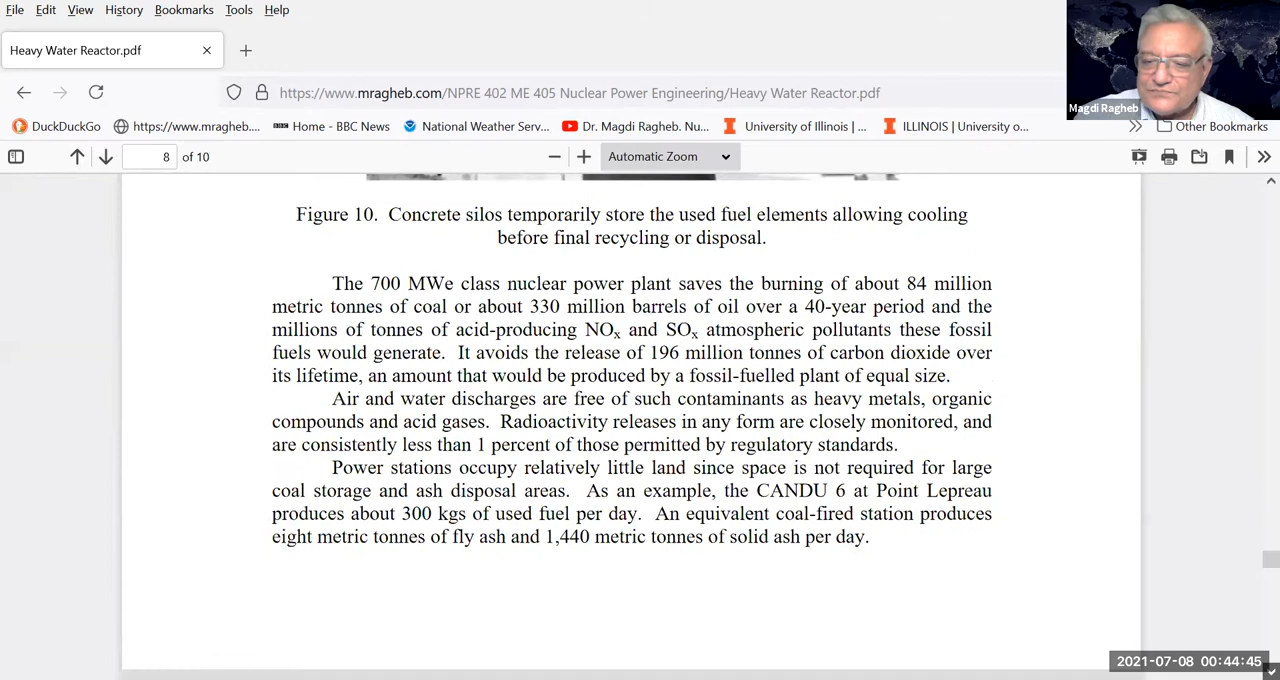 File Edit View History Bookmarks Tools Help
Heavy Water Reactor.pdf
https://www.mragheb.com/NPRE 402 ME 405 Nuclear Power Engineering/Heavy Water Reactor.pdf
Magdi Ragheb
DuckDuckGo https://www.mragheb.... BBC Home - BBC News National Weather Serv... Dr. Magdi Ragheb. Nu... University of Illinois | ... ILLINOIS | University o... Other Bookmarks
8 of 10 Automatic Zoom
Figure 10. Concrete silos temporarily store the used fuel elements allowing cooling
before final recycling or disposal.
The 700 MWe class nuclear power plant saves the burning of about 84 million
metric tonnes of coal or about 330 million barrels of oil over a 40-year period and the
millions of tonnes of acid-producing NOx and SOx atmospheric pollutants these fossil
fuels would generate. It avoids the release of 196 million tonnes of carbon dioxide over
its lifetime, an amount that would be produced by a fossil-fuelled plant of equal size.
Air and water discharges are free of such contaminants as heavy metals, organic
compounds and acid gases. Radioactivity releases in any form are closely monitored, and
are consistently less than 1 percent of those permitted by regulatory standards.
Power stations occupy relatively little land since space is not required for large
coal storage and ash disposal areas. As an example, the CANDU 6 at Point Lepreau
produces about 300 kgs of used fuel per day. An equivalent coal-fired station produces
eight metric tonnes of fly ash and 1,440 metric tonnes of solid ash per day.
2021-07-08 00:44:45